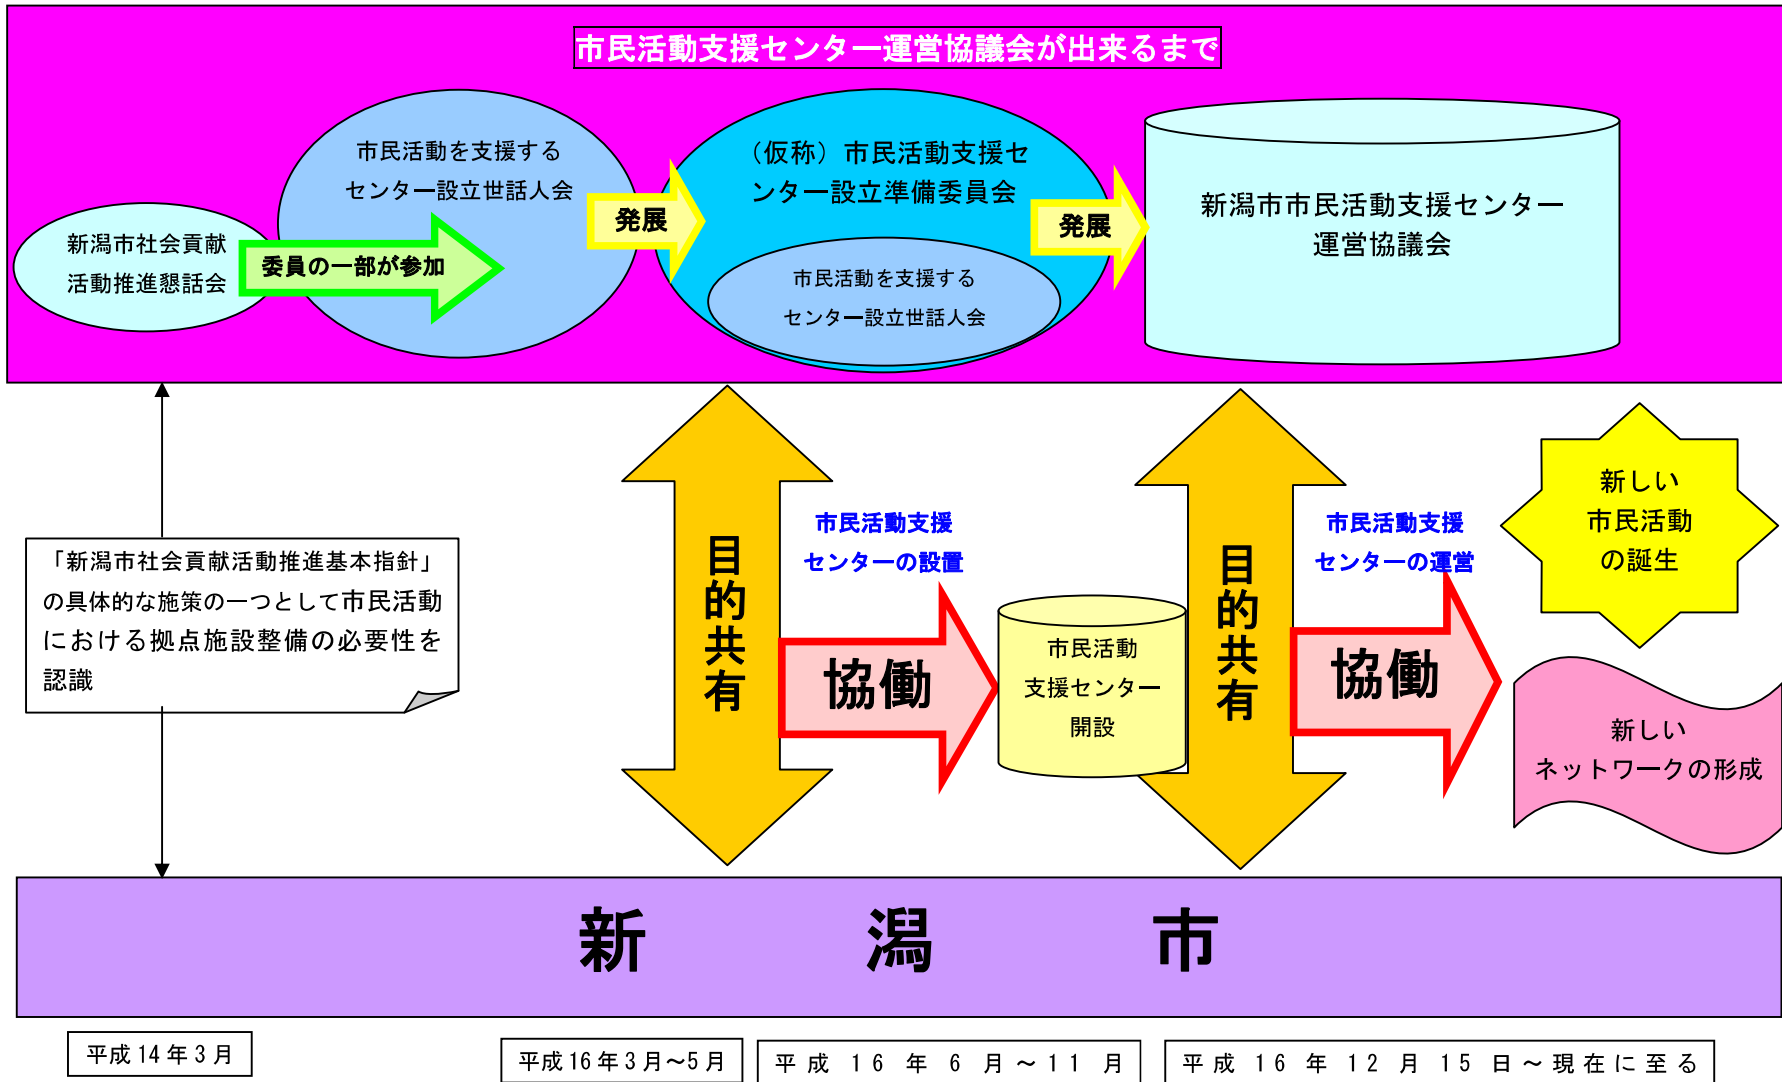 市民活動支援センター運営協議会が出来るまで
新潟市社会貢献
活動推進懇話会
委員の一部が参加
市民活動を支援する
センター設立世話人会
発展
（仮称）市民活動支援セ
ンター設立準備委員会
市民活動を支援する
センター設立世話人会
発展
新潟市市民活動支援センター
運営協議会
「新潟市社会貢献活動推進基本指針」
の具体的な施策の一つとして市民活動
における拠点施設整備の必要性を
認識
目的共有
市民活動支援
センターの設置
協働
市民活動
支援センター
開設
目的共有
市民活動支援
センターの運営
協働
新しい
市民活動
の誕生
新しい
ネットワークの形成
新潟市
平成14年3月
平成16年3月～5月
平成16年6月～11月
平成16年12月15日～現在に至る